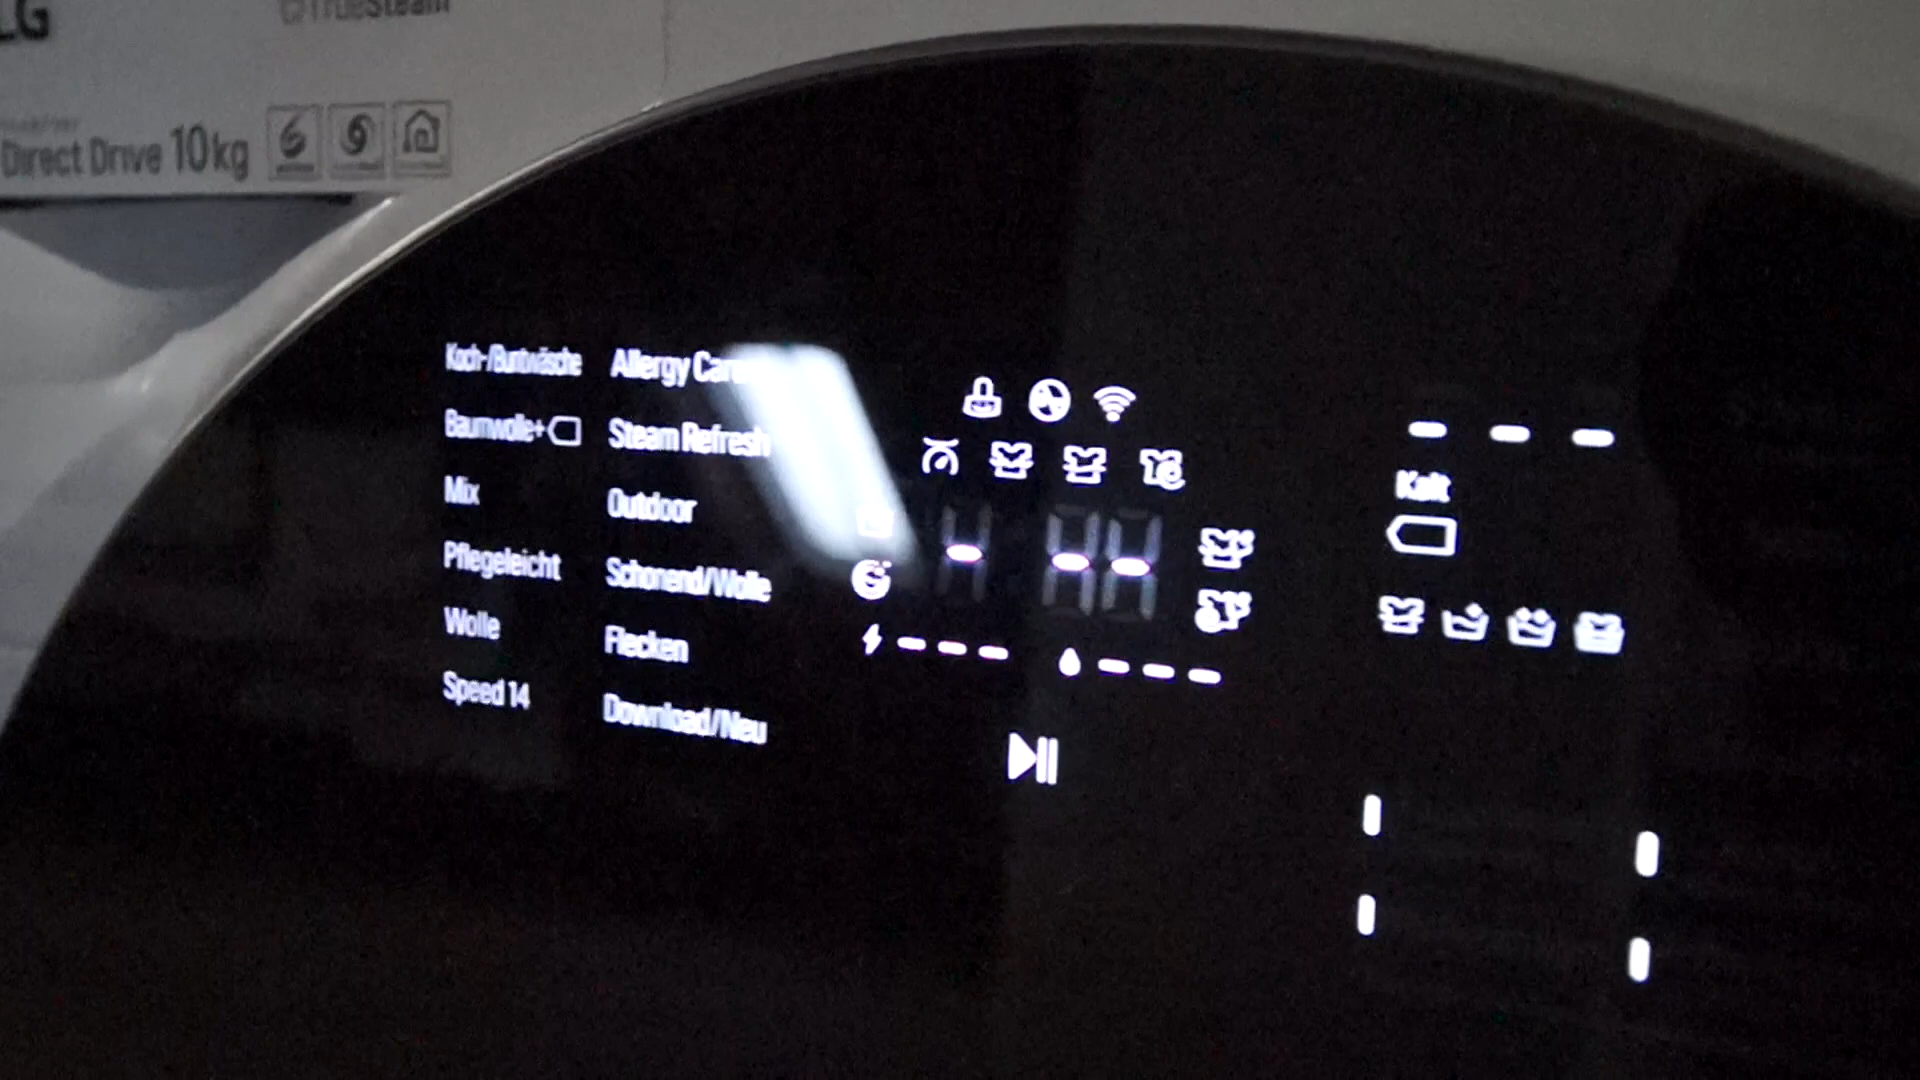 LG
TrueSteam
Direct Drive 10kg
Koch-/Buntwäsche
Baumwolle+
Mix
Pflegeleicht
Wolle
Speed 14
Allergy Care
Steam Refresh
Outdoor
Schonend/Wolle
Flecken
Download/Neu
- --
- - -
- - -
- - -
Kalt